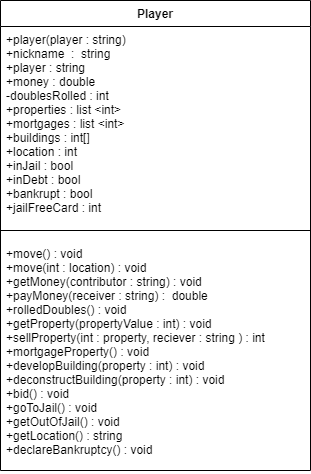 Player
+player(player : string)
+nickname  :  string
+player : string
+money : double
-doublesRolled : int
+properties : list <int>
+mortgages : list <int>
+buildings : int[]
+location : int
+inJail : bool
+inDebt : bool
+bankrupt : bool
+jailFreeCard : int
+move() : void
+move(int : location) : void
+getMoney(contributor : string) : void
+payMoney(receiver : string) :  double
+rolledDoubles() : void
+getProperty(propertyValue : int) : void
+sellProperty(int : property, reciever : string ) : int
+mortgageProperty() : void
+developBuilding(property : int) : void
+deconstructBuilding(property : int) : void
+bid() : void
+goToJail() : void
+getOutOfJail() : void
+getLocation() : string
+declareBankruptcy() : void